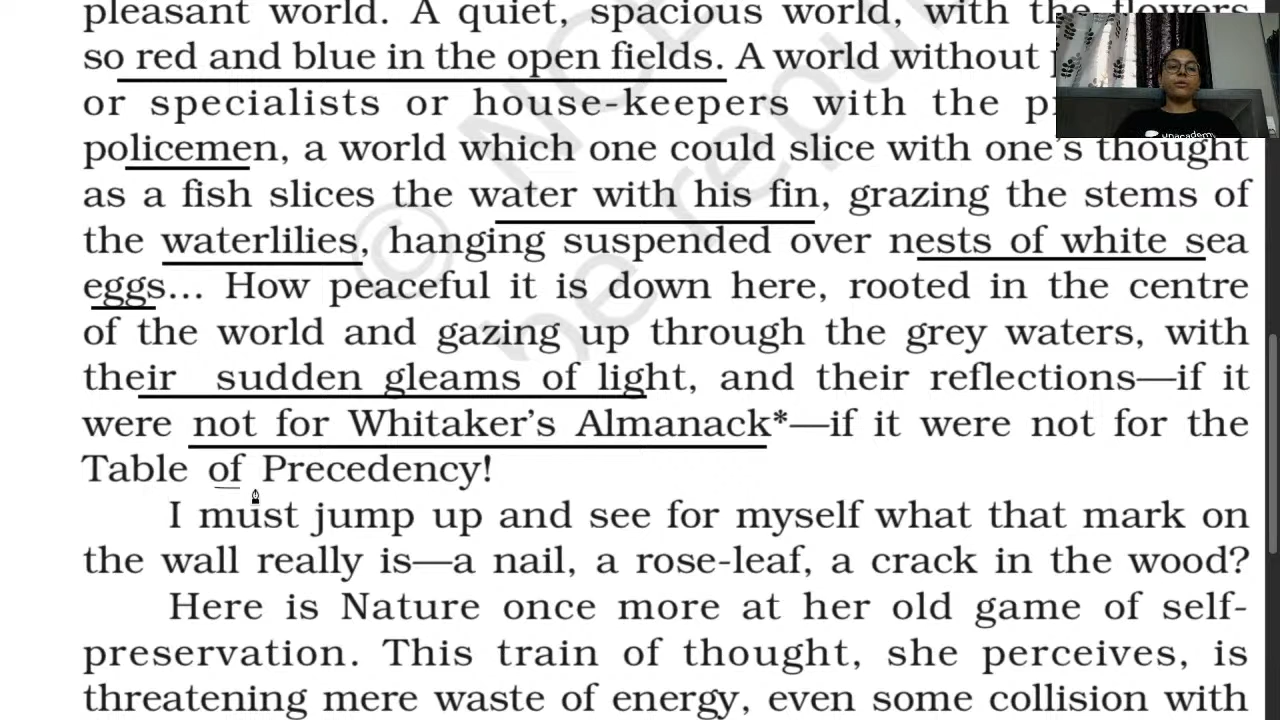 pleasant world. A quiet, spacious world, with the flowers
so red and blue in the open fields. A world without
or specialists or house-keepers with the
policemen, a world which one could slice with one's thought
as a fish slices the water with his fin, grazing the stems of
the waterlilies, hanging suspended over nests of white sea
eggs... How peaceful it is down here, rooted in the centre
of the world and gazing up through the grey waters, with
their sudden gleams of light, and their reflections—if it
were not for Whitaker's Almanack*—if it were not for the
Table of Precedency!
I must jump up and see for myself what that mark on
the wall really is—a nail, a rose-leaf, a crack in the wood?
Here is Nature once more at her old game of self-
preservation. This train of thought, she perceives, is
threatening mere waste of energy, even some collision with
unacademy